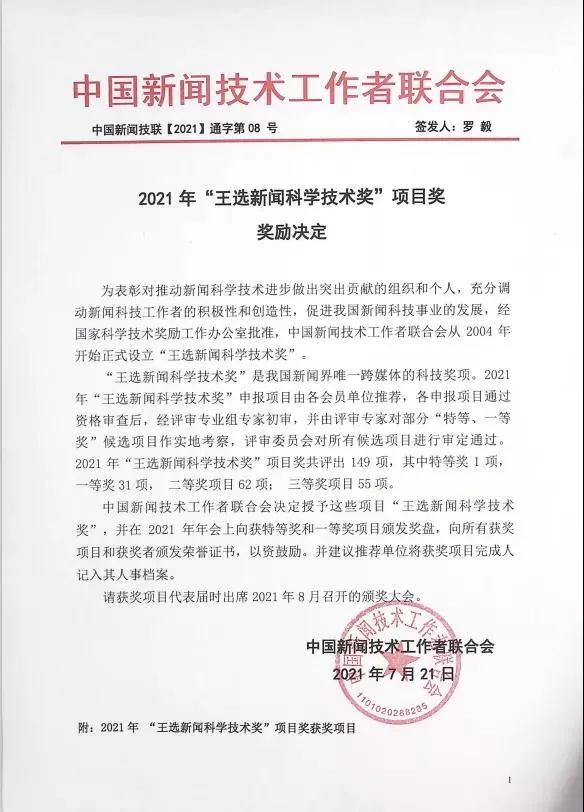 中国新闻技术工作者联合会
中国新闻技联【2021】通字第08 号 签发人：罗 毅
2021 年“王选新闻科学技术奖”项目奖
奖励决定
为表彰对推动新闻科学技术进步做出突出贡献的组织和个人，充分调
动新闻科技工作者的积极性和创造性，促进我国新闻科技事业的发展，经
国家科学技术奖励工作办公室批准，中国新闻技术工作者联合会从 2004 年
开始正式设立“王选新闻科学技术奖”。
“王选新闻科学技术奖”是我国新闻界唯一跨媒体的科技奖项。2021
年“王选新闻科学技术奖”申报项目由各会员单位推荐，各申报项目通过
资格审查后，经评审专业组专家初审，并由评审专家对部分“特等、一等
奖”候选项目作实地考察，评审委员会对所有候选项目进行审定通过。
2021 年“王选新闻科学技术奖”项目奖共评出 149 项，其中特等奖 1 项，
一等奖 31 项， 二等奖项目 62 项； 三等奖项目 55 项。
中国新闻技术工作者联合会决定授予这些项目“王选新闻科学技术
奖”，并在 2021 年年会上向获特等奖和一等奖项目颁发奖盘，向所有获奖
项目和获奖者颁发荣誉证书，以资鼓励。并建议推荐单位将获奖项目完成人
记入其人事档案。
请获奖项目代表届时出席 2021 年 8 月召开的颁奖大会。
中国新闻技术工作者联合会
2021 年 7 月 21 日
中国新闻技术工作者联合会
1101020268285
附：2021 年 “王选新闻科学技术奖”项目奖获奖项目
1